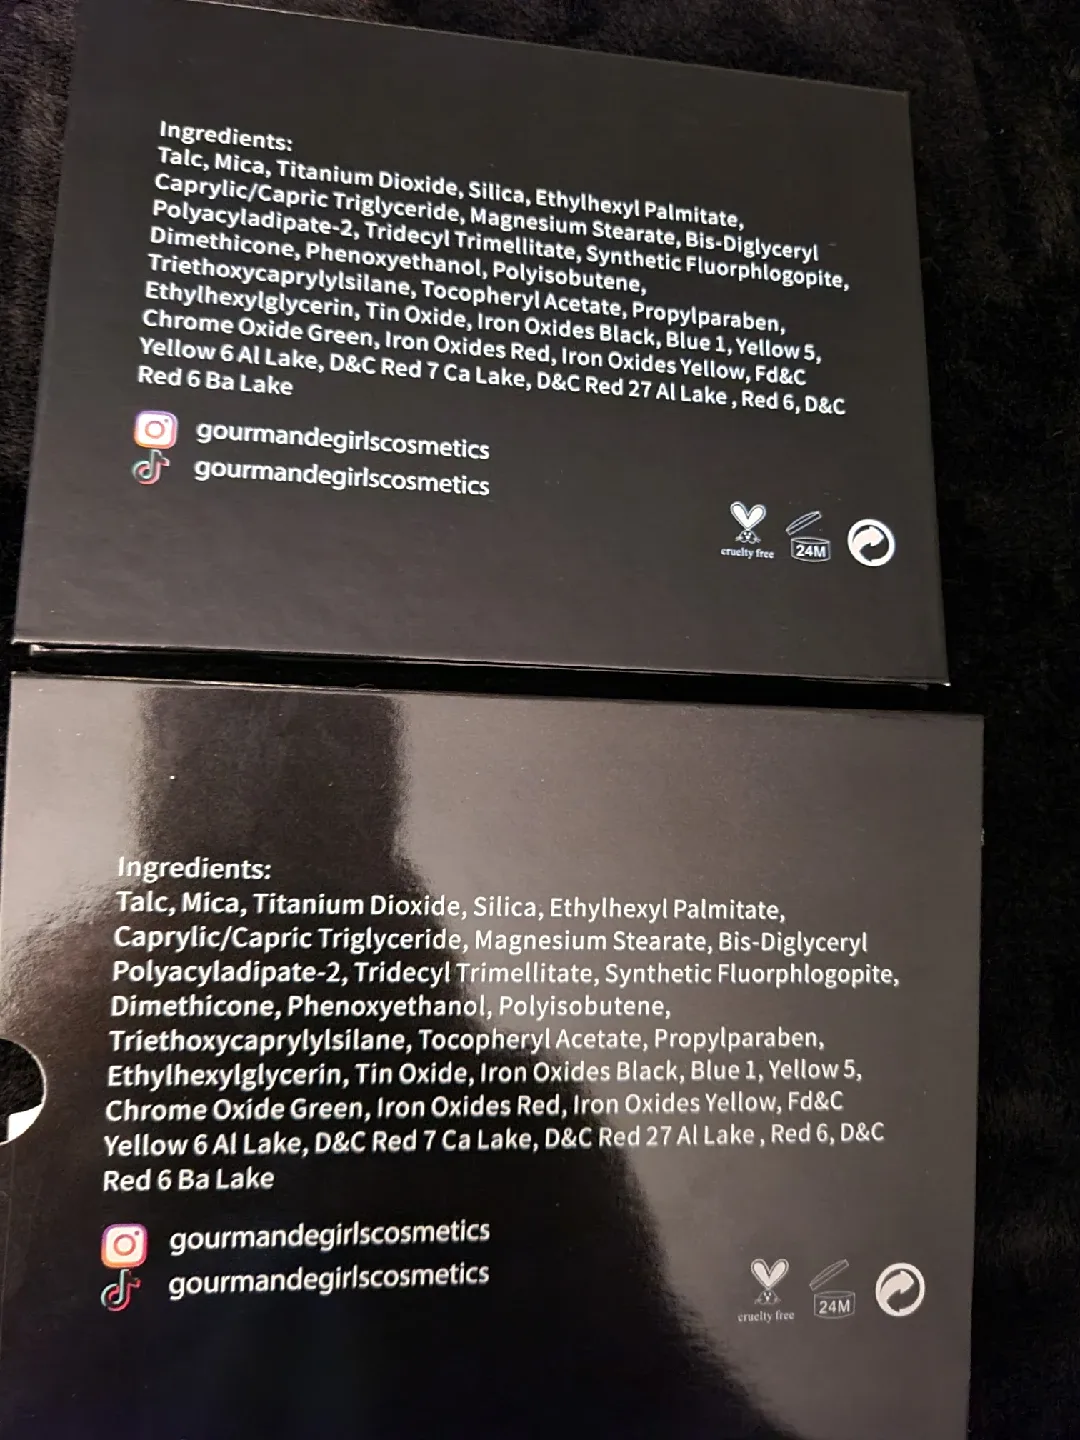 Ingredients:
Talc, Mica, Titanium Dioxide, Silica, Ethylhexyl Palmitate,
Caprylic/Capric Triglyceride, Magnesium Stearate, Bis-Diglyceryl
Polyacyladipate-2, Tridecyl Trimellitate, Synthetic Fluorphlogopite,
Dimethicone, Phenoxyethanol, Polyisobutene,
Triethoxycaprylylsilane, Tocopheryl Acetate, Propylparaben,
Ethylhexylglycerin, Tin Oxide, Iron Oxides Black, Blue 1, Yellow 5,
Chrome Oxide Green, Iron Oxides Red, Iron Oxides Yellow, Fd&C
Yellow 6 Al Lake, D&C Red 7 Ca Lake, D&C Red 27 Al Lake , Red 6, D&C
Red 6 Ba Lake
gourmandegirlscosmetics
gourmandegirlscosmetics
cruelty free
24M
Ingredients:
Talc, Mica, Titanium Dioxide, Silica, Ethylhexyl Palmitate,
Caprylic/Capric Triglyceride, Magnesium Stearate, Bis-Diglyceryl
Polyacyladipate-2, Tridecyl Trimellitate, Synthetic Fluorphlogopite,
Dimethicone, Phenoxyethanol, Polyisobutene,
Triethoxycaprylylsilane, Tocopheryl Acetate, Propylparaben,
Ethylhexylglycerin, Tin Oxide, Iron Oxides Black, Blue 1, Yellow 5,
Chrome Oxide Green, Iron Oxides Red, Iron Oxides Yellow, Fd&C
Yellow 6 Al Lake, D&C Red 7 Ca Lake, D&C Red 27 Al Lake , Red 6, D&C
Red 6 Ba Lake
gourmandegirlscosmetics
gourmandegirlscosmetics
cruelty free
24M